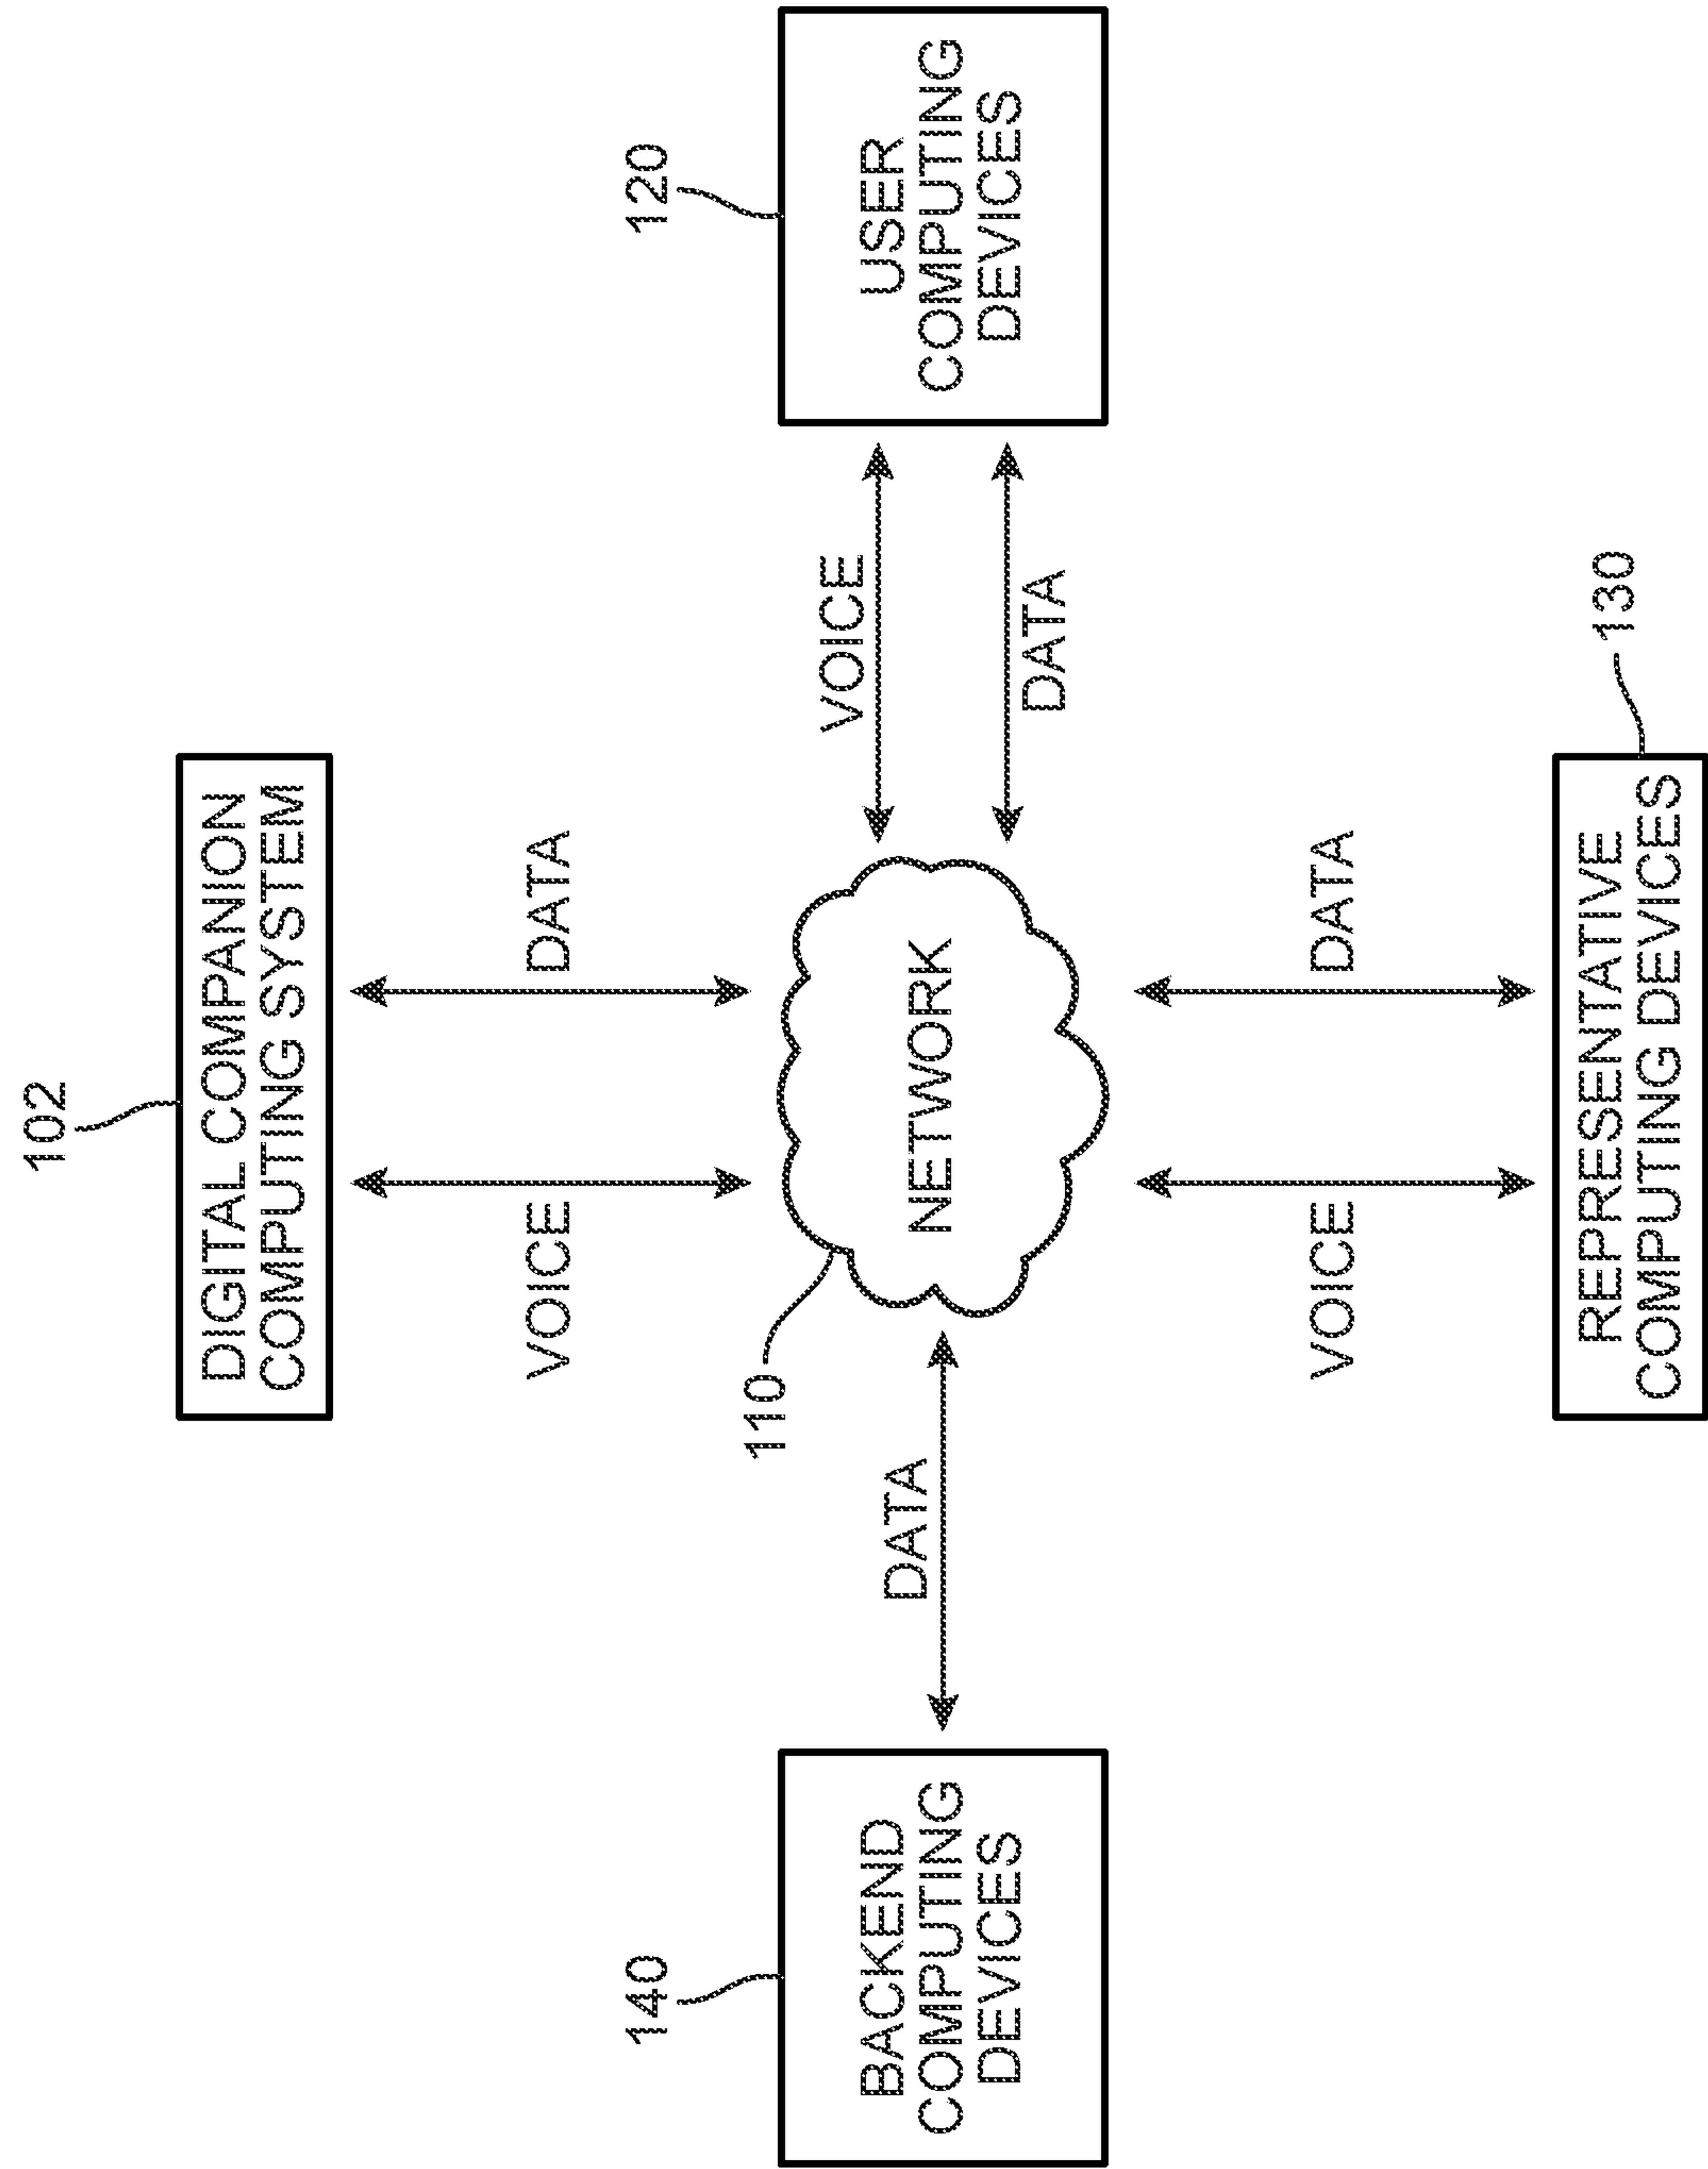 102
DIGITAL COMPANION
COMPUTING SYSTEM
VOICE
DATA
140
BACKEND
COMPUTING
DEVICES
DATA
110
NETWORK
VOICE
DATA
120
USER
COMPUTING
DEVICES
VOICE
DATA
130
REPRESENTATIVE
COMPUTING DEVICES